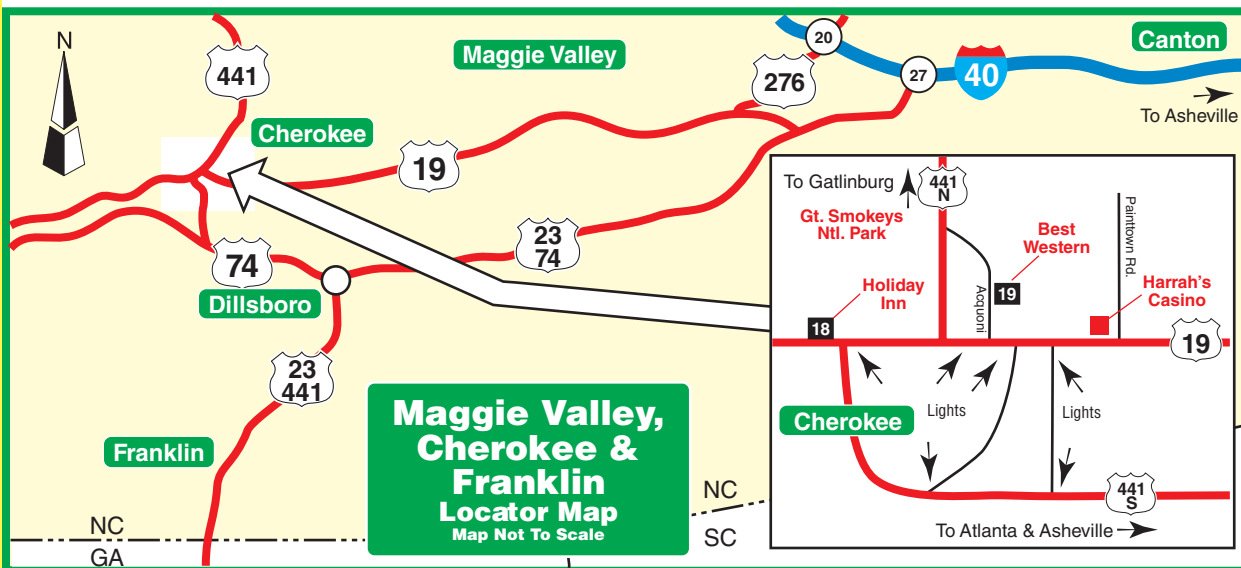 N
441
Maggie Valley
20
276
27
40
Canton
To Asheville
Cherokee
19
23
74
74
Dillsboro
23
441
Franklin
NC
GA
Maggie Valley,
Cherokee &
Franklin
Locator Map
Map Not To Scale
NC
SC
To Gatlinburg
441
N
Gt. Smokeys
Ntl. Park
Best
Western
Painttown Rd.
Acquoni
19
Holiday
Inn
18
Harrah's
Casino
19
Lights
Lights
Cherokee
441
S
To Atlanta & Asheville